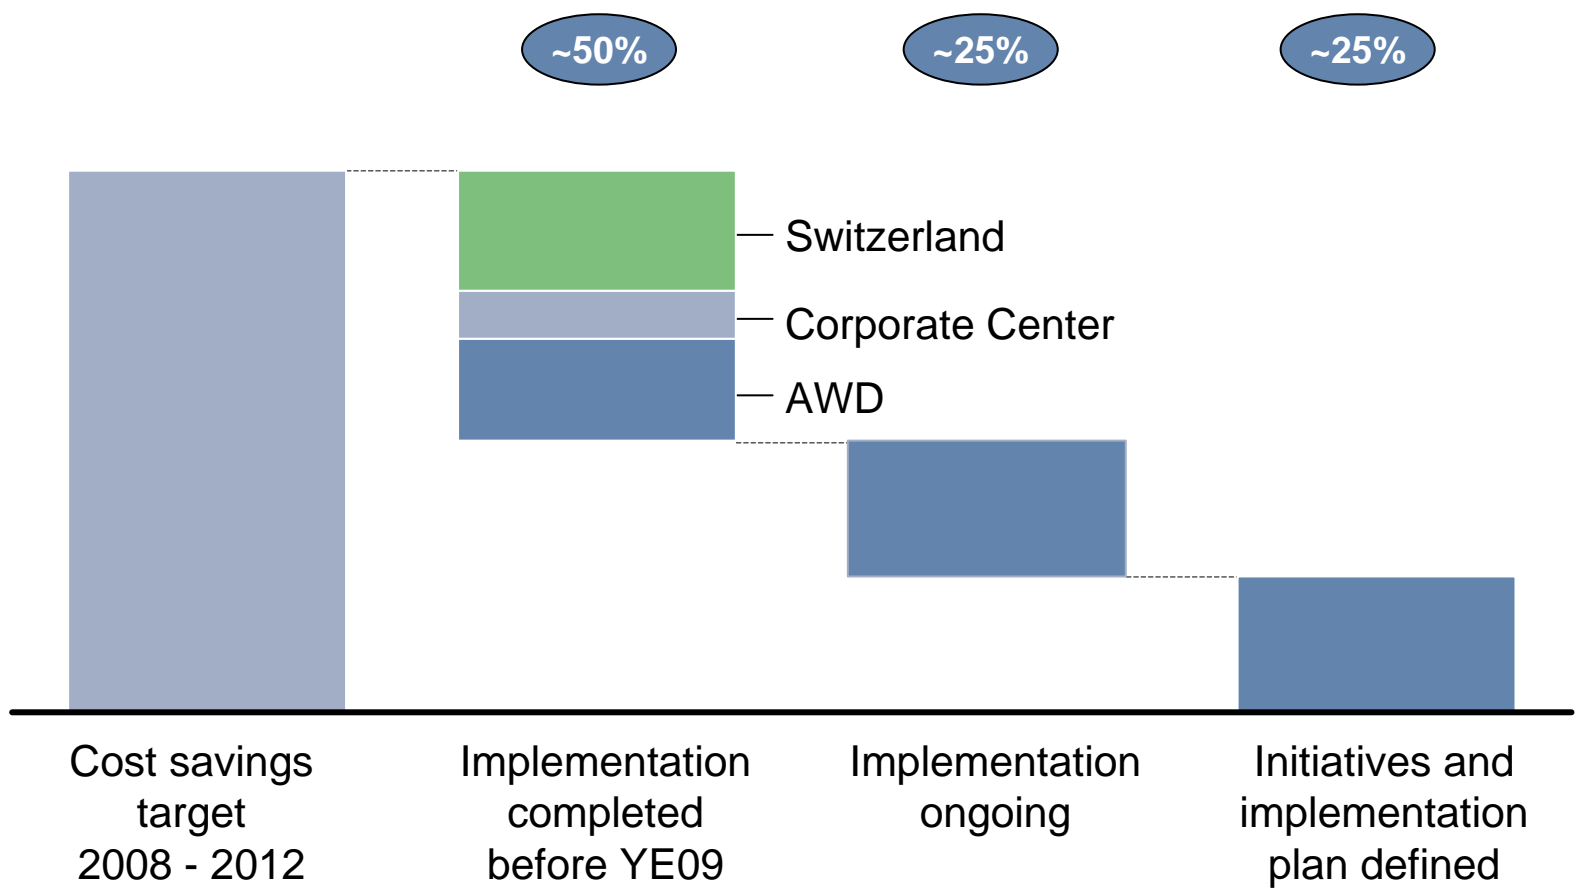 ~50%
~25%
~25%
Switzerland
Corporate Center
AWD
Cost savings
target
2008 - 2012
Implementation
completed
before YE09
Implementation
ongoing
Initiatives and
implementation
plan defined